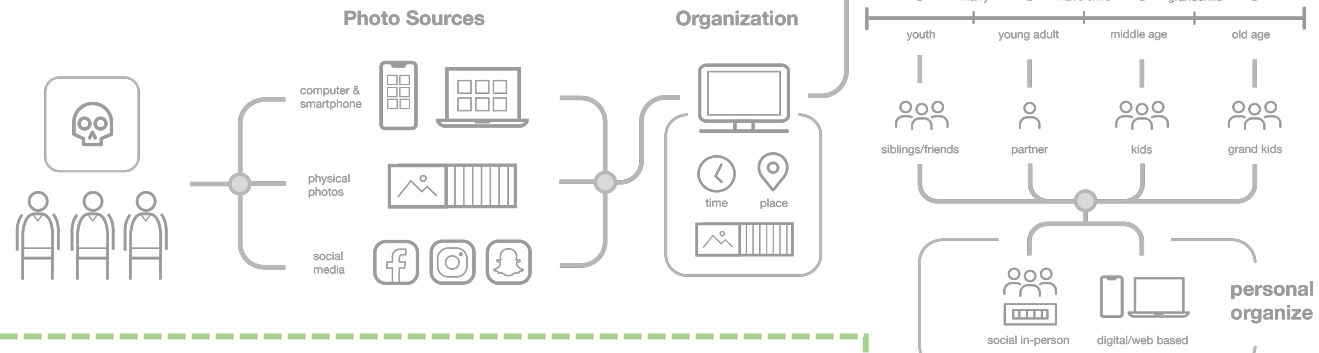 Photo Sources
Organization
youth
young adult
middle age
old age
computer &
smartphone
siblings/friends
partner
kids
grand kids
physical
photos
time
place
social
media
personal
organize
social in-person
digital/web based